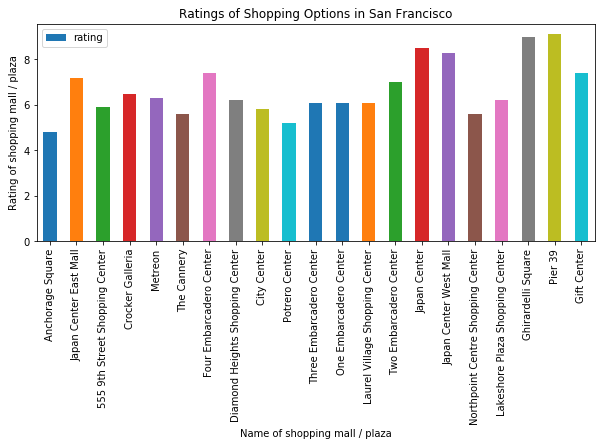 Ratings of Shopping Options in San Francisco
rating
Rating of shopping mall / plaza
8
6
4
2
0
Anchorage Square
Japan Center East Mall
555 9th Street Shopping Center
Crocker Galleria
Metreon
The Cannery
Four Embarcadero Center
Diamond Heights Shopping Center
City Center
Potrero Center
Three Embarcadero Center
One Embarcadero Center
Laurel Village Shopping Center
Two Embarcadero Center
Japan Center
Japan Center West Mall
Northpoint Centre Shopping Center
Lakeshore Plaza Shopping Center
Ghirardelli Square
Pier 39
Gift Center
Name of shopping mall / plaza